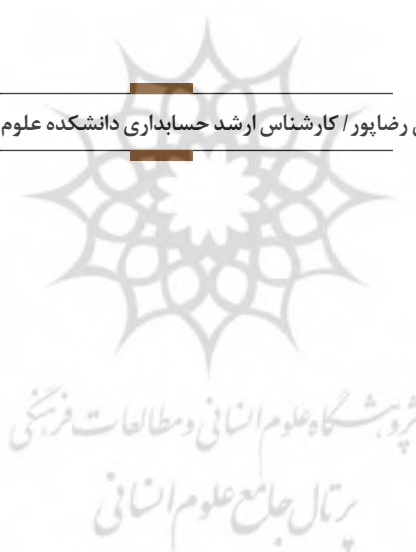 رضاپور / کارشناس ارشد حسابداری دانشکده علوم
پژوهشگاه علوم انسانی و مطالعات فرهنگی
پرتال جامع علوم انسانی